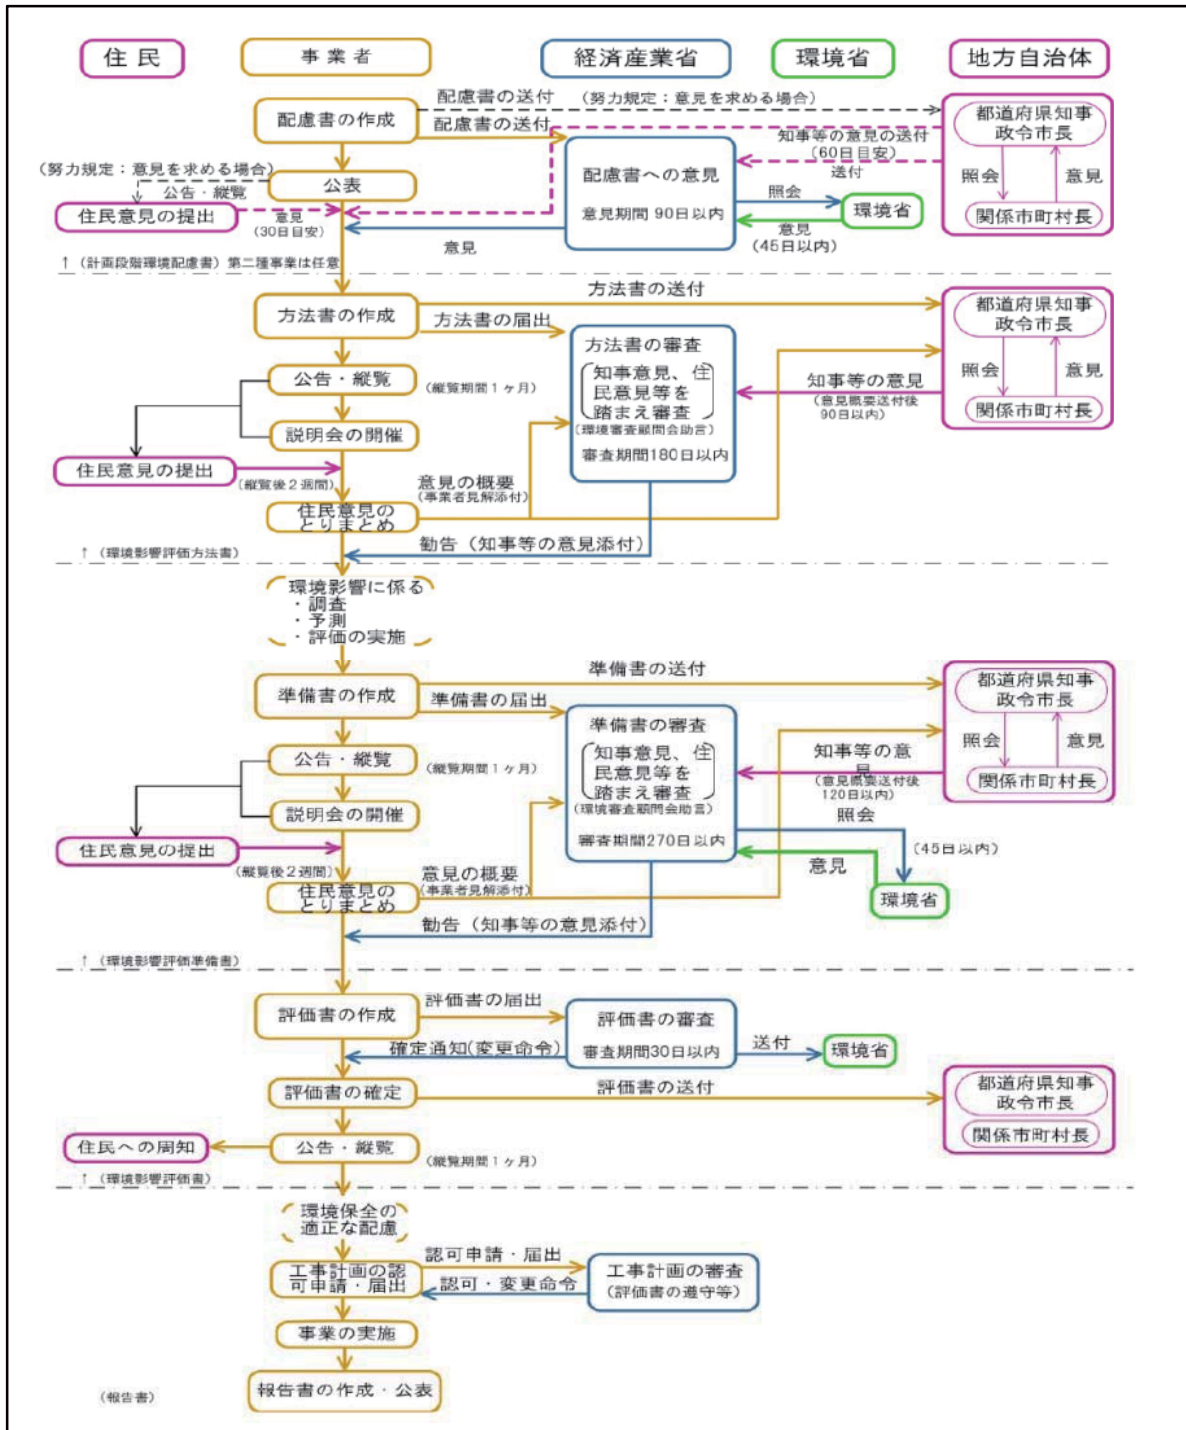 住民
事業者
経済産業省
環境省
地方自治体
配慮書の送付
(努力規定：意見を求める場合)
配慮書の作成
配慮書の送付
都道府県知事
政令市長
知事等の意見の送付
(60日目安)
送付
(努力規定：意見を求める場合)
公告・縦覧
公表
配慮書への意見
意見期間 90日以内
照会
環境省
意見
(45日以内)
照会
意見
関係市町村長
住民意見の提出
意見
(30日目安)
意見
↑ (計画段階環境配慮書) 第二種事業は任意
方法書の送付
方法書の作成
方法書の届出
都道府県知事
政令市長
方法書の審査
知事意見、住
民意見等を
踏まえ審査
(環境審査顧問会助言)
審査期間180日以内
公告・縦覧
(縦覧期間1ヶ月)
知事等の意見
(意見概要送付後
90日以内)
照会
意見
関係市町村長
説明会の開催
住民意見の提出
(縦覧後2週間)
意見の概要
(事業者見解添付)
住民意見の
とりまとめ
勧告 (知事等の意見添付)
↑ (環境影響評価方法書)
環境影響に係る
・調査
・予測
・評価の実施
準備書の送付
準備書の作成
準備書の届出
都道府県知事
政令市長
準備書の審査
知事意見、住
民意見等を
踏まえ審査
(環境審査顧問会助言)
審査期間270日以内
公告・縦覧
(縦覧期間1ヶ月)
知事等の意
見
(意見概要送付後
120日以内)
照会
意見
関係市町村長
説明会の開催
照会
(45日以内)
意見
環境省
住民意見の提出
(縦覧後2週間)
意見の概要
(事業者見解添付)
住民意見の
とりまとめ
勧告 (知事等の意見添付)
↑ (環境影響評価準備書)
評価書の作成
評価書の届出
評価書の審査
審査期間30日以内
確定通知(変更命令)
送付
環境省
評価書の確定
評価書の送付
都道府県知事
政令市長
関係市町村長
住民への周知
公告・縦覧
(縦覧期間1ヶ月)
↑ (環境影響評価書)
環境保全の
適正な配慮
工事計画の認
可申請・届出
認可申請・届出
認可・変更命令
工事計画の審査
(評価書の遵守等)
事業の実施
(報告書)
報告書の作成・公表